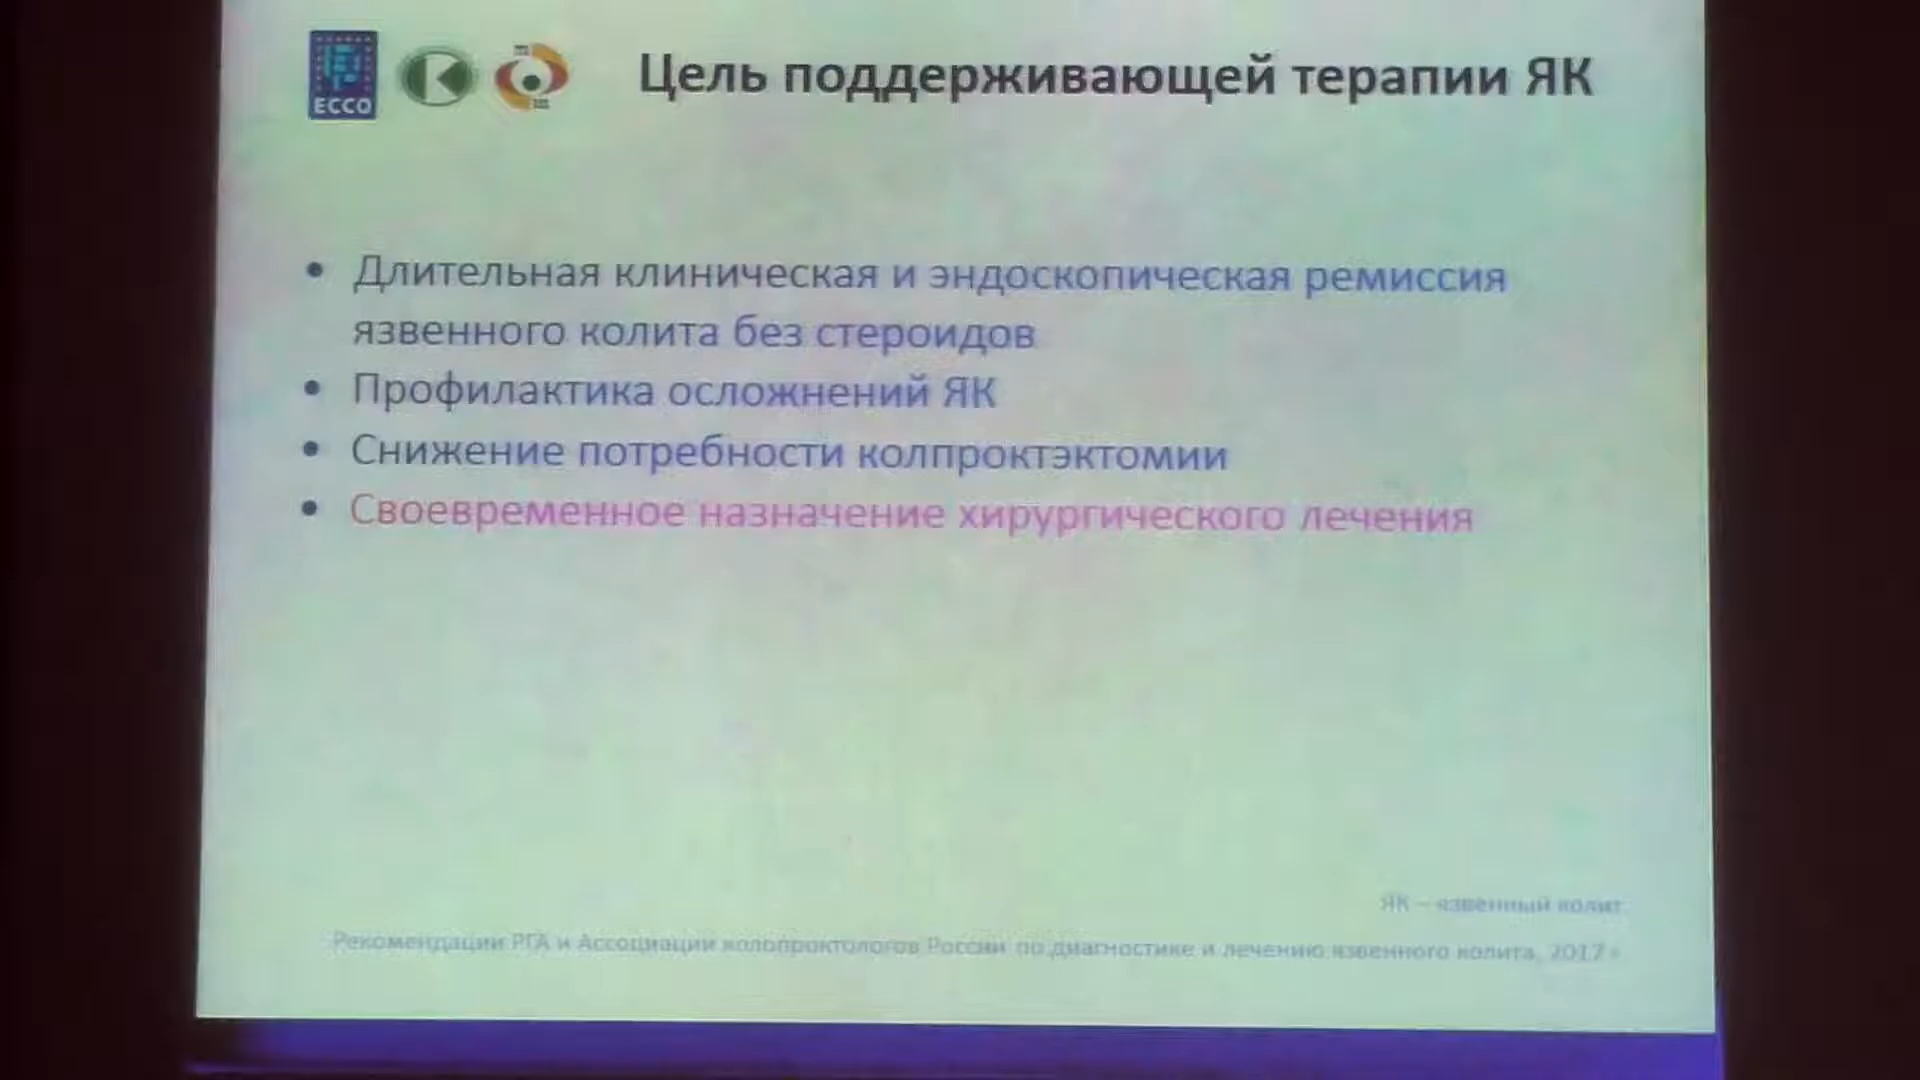 ECCO
Цель поддерживающей терапии ЯК
• Длительная клиническая и эндоскопическая ремиссия
язвенного колита без стероидов
• Профилактика осложнений ЯК
• Снижение потребности колпроктэктомии
• Своевременное назначение хирургического лечения
ЯК – язвенный колит
Рекомендации РГА и Ассоциации колопроктологов России по диагностике и лечению язвенного колита, 2017 г